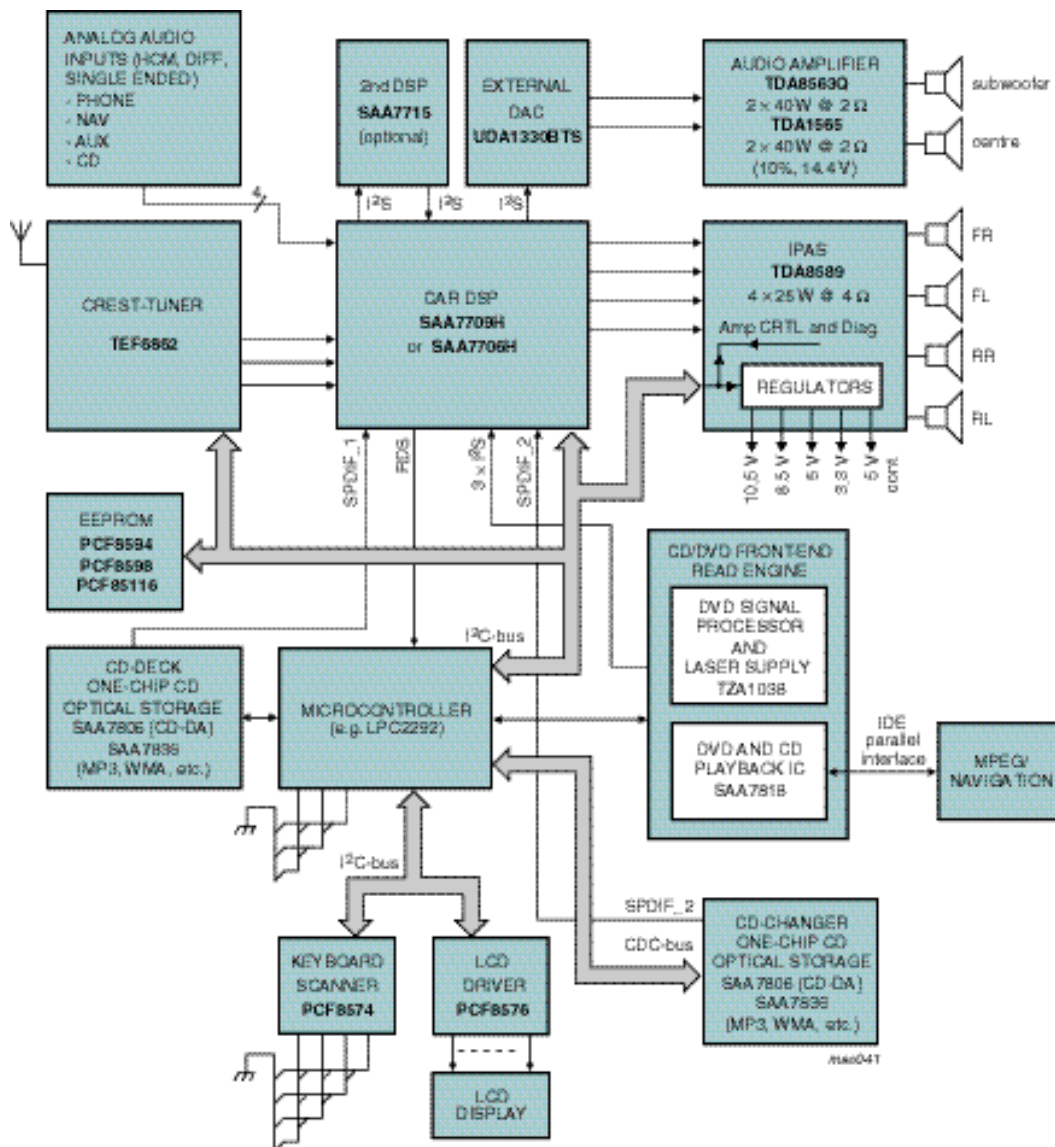 ANALOG AUDIO
INPUTS (HCM, DIFF,
SINGLE ENDED)
- PHONE
- NAV
- AUX
- CD
2nd DSP
SAA7715
(optional)
EXTERNAL
DAC
UDA1330BTS
AUDIO AMPLIFIER
TDA8563Q
2 × 40 W @ 2 Ω
TDA1565
2 × 40 W @ 2 Ω
(10%, 14.4 V)
subwoofer
centre
4
I²S
I²S
I²S
CREST-TUNER
TEF6862
CAR DSP
SAA7709H
or SAA7706H
IPAS
TDA8589
4 × 25 W @ 4 Ω
Amp CRTL and Diag.
REGULATORS
FR
FL
RR
RL
10,5 V
8,5 V
5 V
3,3 V
5 V
cont.
SPDIF_1
RDS
3 × I²S
SPDIF_2
EEPROM
PCF8594
PCF8598
PCF85116
CD/DVD FRONT-END
READ ENGINE
DVD SIGNAL
PROCESSOR
AND
LASER SUPPLY
TZA1038
DVD AND CD
PLAYBACK IC
SAA7818
I²C-bus
CD-DECK
ONE-CHIP CD
OPTICAL STORAGE
SAA7806 (CD-DA)
SAA7836
(MP3, WMA, etc.)
MICROCONTROLLER
(e.g. LPC2292)
IDE
parallel
interface
MPEG/
NAVIGATION
I²C-bus
SPDIF_2
CDC-bus
KEYBOARD
SCANNER
PCF8574
LCD
DRIVER
PCF8576
CD-CHANGER
ONE-CHIP CD
OPTICAL STORAGE
SAA7806 (CD-DA)
SAA7836
(MP3, WMA, etc.)
LCD
DISPLAY